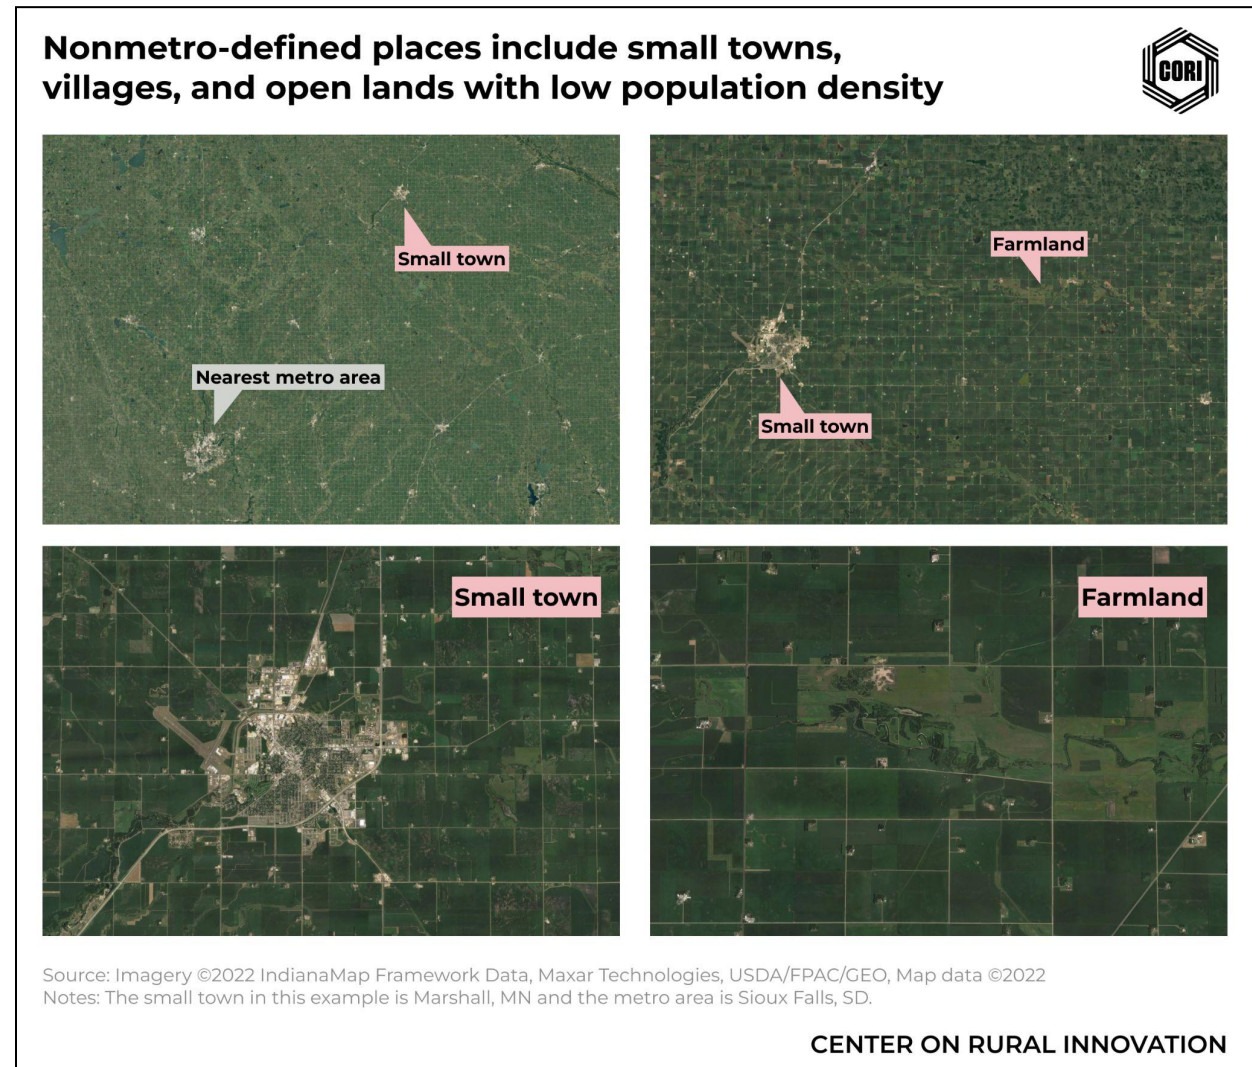 Nonmetro-defined places include small towns,
villages, and open lands with low population density
CORI
Small town
Nearest metro area
Farmland
Small town
Small town
Farmland
Source: Imagery ©2022 IndianaMap Framework Data, Maxar Technologies, USDA/FPAC/GEO, Map data ©2022
Notes: The small town in this example is Marshall, MN and the metro area is Sioux Falls, SD.
CENTER ON RURAL INNOVATION